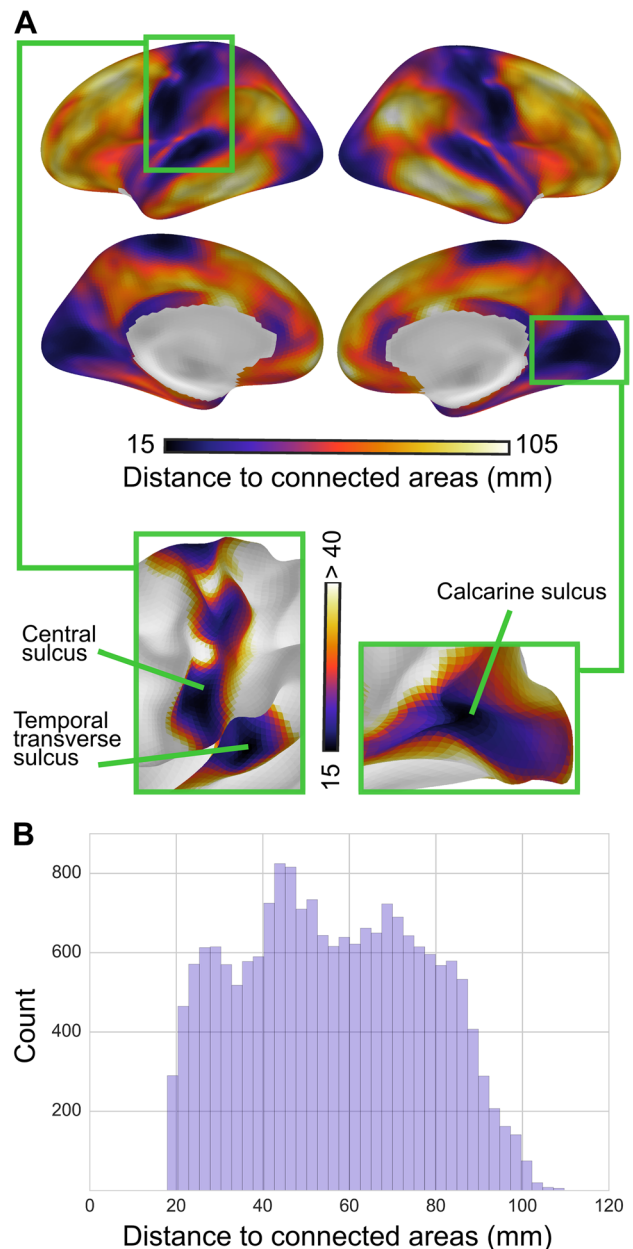 A
15
105
Distance to connected areas (mm)
> 40
15
Central
sulcus
Temporal
transverse
sulcus
Calcarine sulcus
B
800
600
400
200
Count
0
20
40
60
80
100
120
Distance to connected areas (mm)